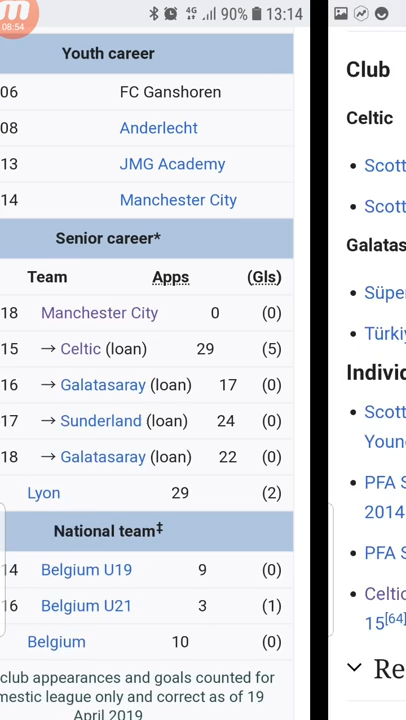 08:54
4G 90% 13:14
Youth career
06 FC Ganshoren
08 Anderlecht
13 JMG Academy
14 Manchester City
Senior career*
Team Apps (Gls)
18 Manchester City 0 (0)
15 → Celtic (loan) 29 (5)
16 → Galatasaray (loan) 17 (0)
17 → Sunderland (loan) 24 (0)
18 → Galatasaray (loan) 22 (0)
Lyon 29 (2)
National team‡
14 Belgium U19 9 (0)
16 Belgium U21 3 (1)
Belgium 10 (0)
club appearances and goals counted for
mestic league only and correct as of 19
April 2019
Club
Celtic
• Scott
• Scott
Galatas
• Süper
• Türki
Individ
• Scott
Youn
• PFA S
2014
• PFA S
• Celtic
15[64]
Re